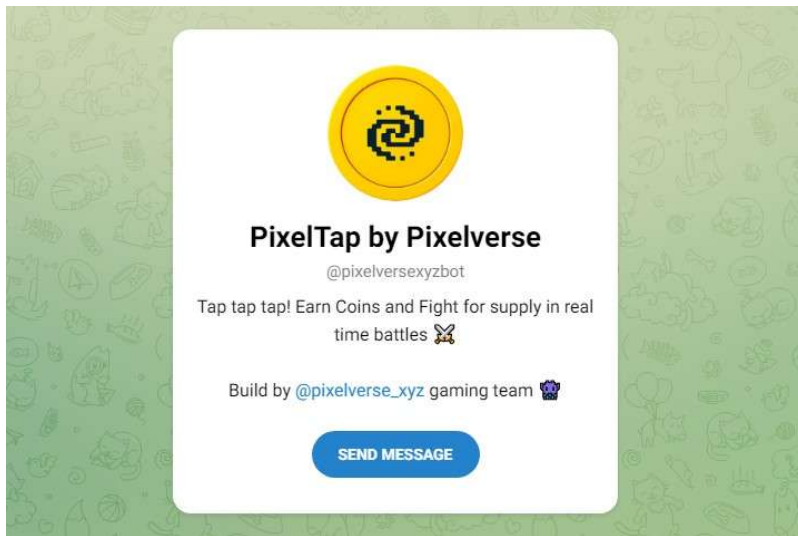 PixelTap by Pixelverse
@pixelversexyzbot
Tap tap tap! Earn Coins and Fight for supply in real
time battles ⚔️
Build by @pixelverse_xyz gaming team 👾
SEND MESSAGE